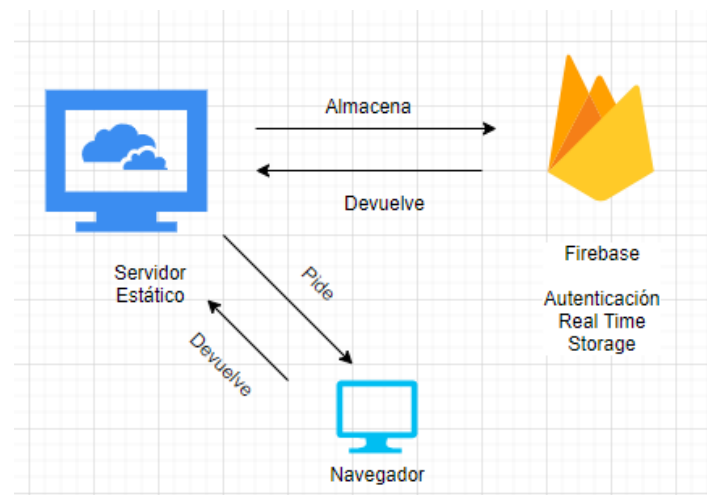 Almacena
Devuelve
Servidor
Estático
Pide
Devuelve
Navegador
Firebase
Autenticación
Real Time
Storage